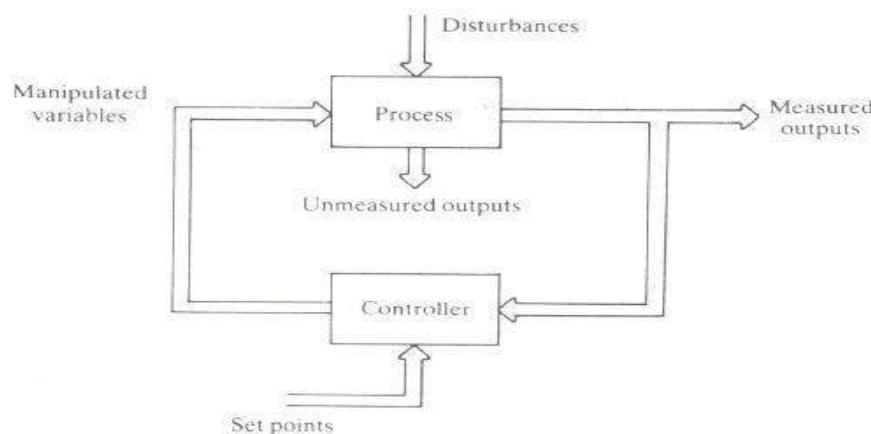 Disturbances
Manipulated
variables
Process
Measured
outputs
Unmeasured outputs
Controller
Set points